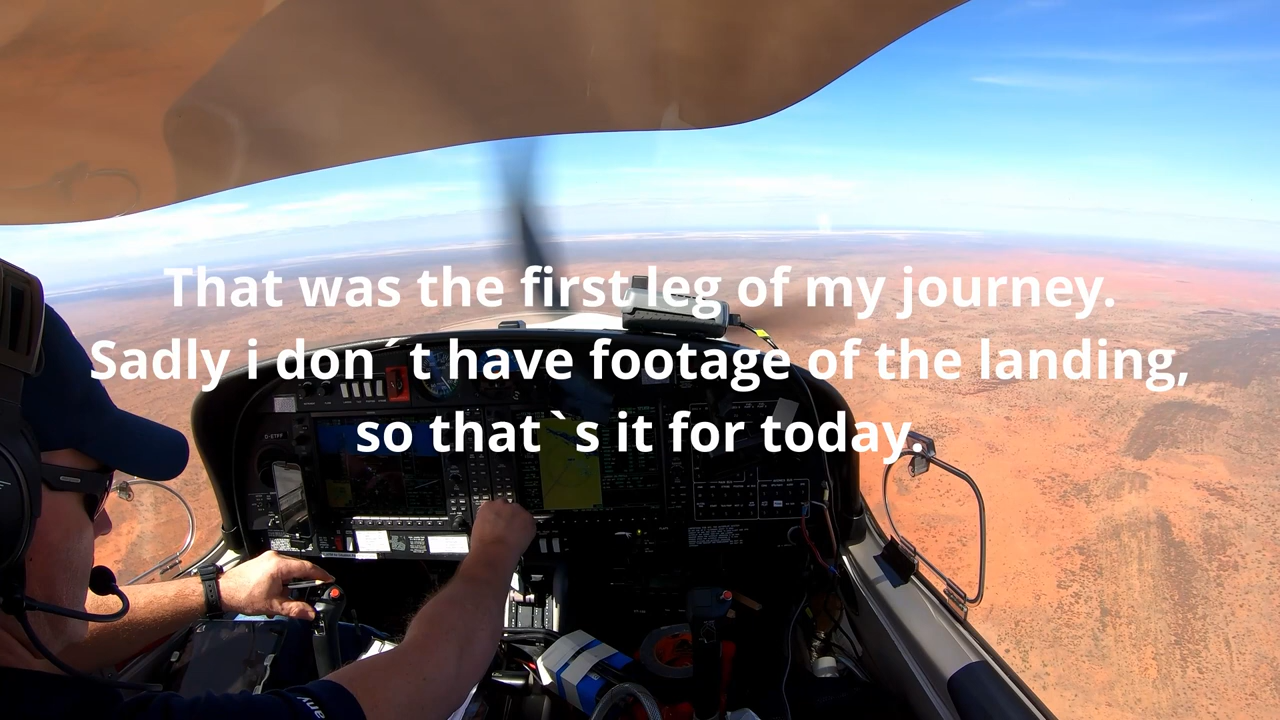 That was the first leg of my journey.
Sadly i don´t have footage of the landing,
so that`s it for today.